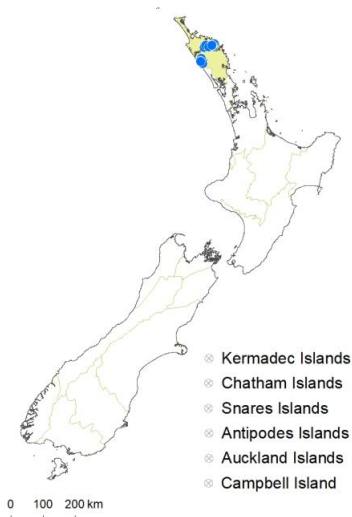 Kermadec Islands
Chatham Islands
Snares Islands
Antipodes Islands
Auckland Islands
Campbell Island
0 100 200 km